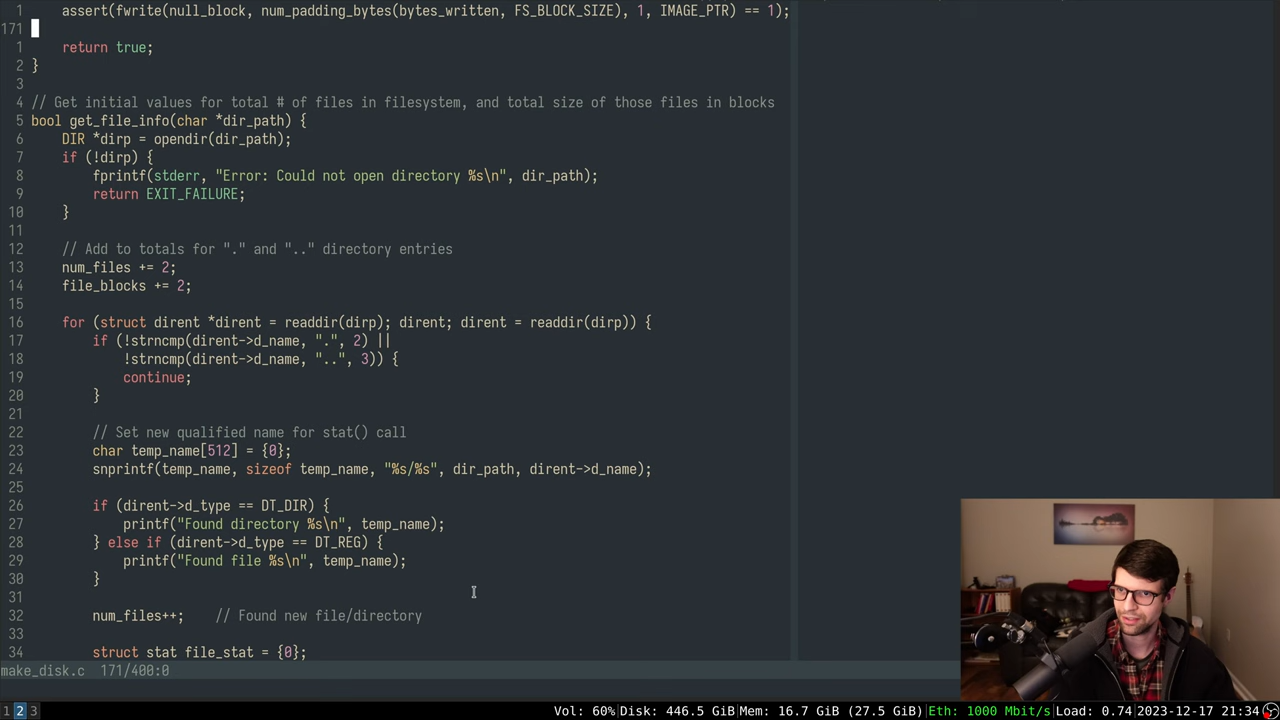 1 assert(fwrite(null_block, num_padding_bytes(bytes_written, FS_BLOCK_SIZE), 1, IMAGE_PTR) == 1);
171
1 return true;
2 }
3
4 // Get initial values for total # of files in filesystem, and total size of those files in blocks
5 bool get_file_info(char *dir_path) {
6 DIR *dirp = opendir(dir_path);
7 if (!dirp) {
8 fprintf(stderr, "Error: Could not open directory %s\n", dir_path);
9 return EXIT_FAILURE;
10 }
11
12 // Add to totals for "." and ".." directory entries
13 num_files += 2;
14 file_blocks += 2;
15
16 for (struct dirent *dirent = readdir(dirp); dirent; dirent = readdir(dirp)) {
17 if (!strncmp(dirent->d_name, ".", 2) ||
18 !strncmp(dirent->d_name, "..", 3)) {
19 continue;
20 }
21
22 // Set new qualified name for stat() call
23 char temp_name[512] = {0};
24 snprintf(temp_name, sizeof temp_name, "%s/%s", dir_path, dirent->d_name);
25
26 if (dirent->d_type == DT_DIR) {
27 printf("Found directory %s\n", temp_name);
28 } else if (dirent->d_type == DT_REG) {
29 printf("Found file %s\n", temp_name);
30 }
31
32 num_files++; // Found new file/directory
33
34 struct stat file_stat = {0};
make_disk.c 171/400:0
1 2 3 Vol: 60%|Disk: 446.5 GiB|Mem: 16.7 GiB (27.5 GiB)|Eth: 1000 Mbit/s|Load: 0.74|2023-12-17 21:34